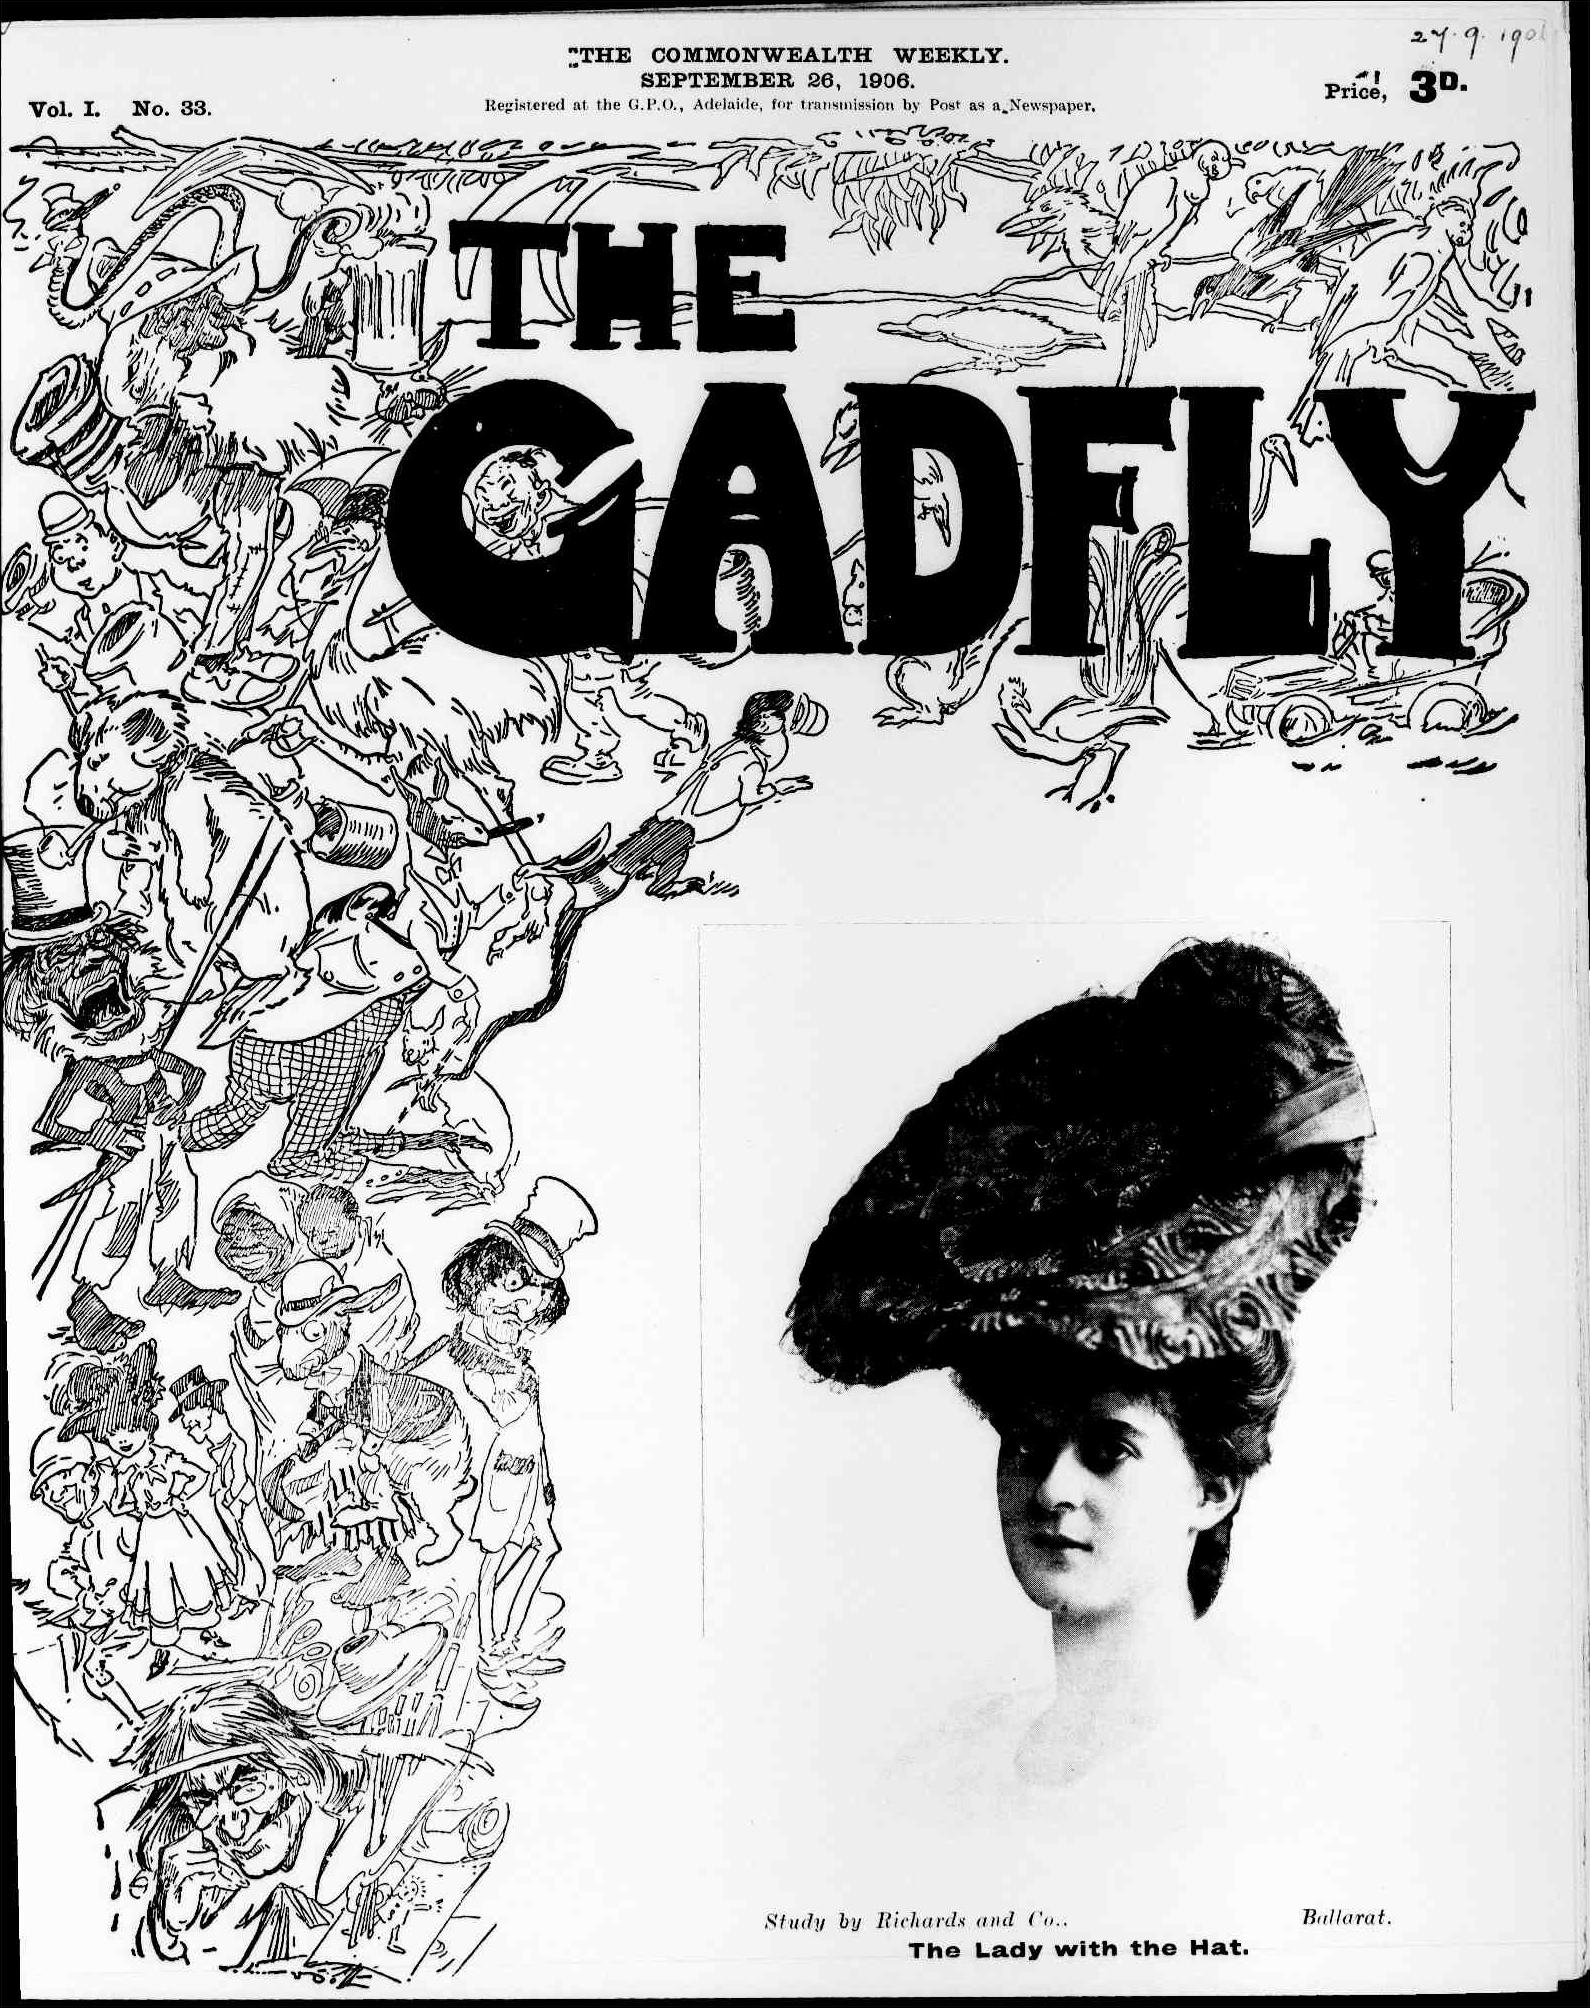 27.9.190
"THE COMMONWEALTH WEEKLY.
SEPTEMBER 26, 1906.
Vol. I. No. 33.
Registered at the G.P.O., Adelaide, for transmission by Post as a Newspaper.
Price, 3D.
THE
GADFLY
Study by Richards and Co.. Ballarat.
The Lady with the Hat.